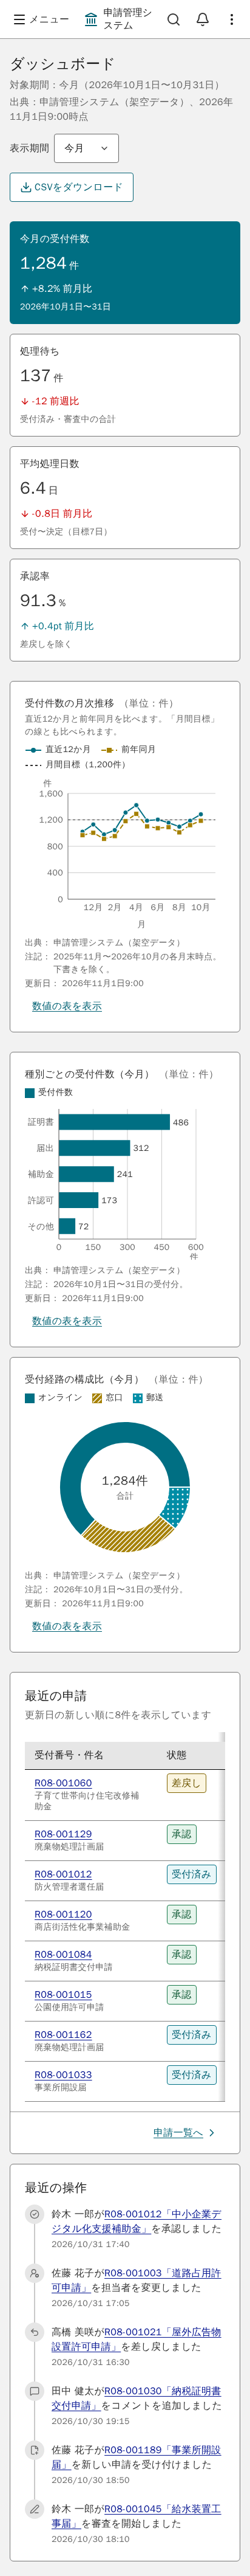 メニュー
申請管理シ
ステム
ダッシュボード
対象期間：今月（2026年10月1日〜10月31日）
出典：申請管理システム（架空データ）、2026年
11月1日9:00時点
表示期間 今月
CSVをダウンロード
今月の受付件数
1,284 件
+8.2% 前月比
2026年10月1日〜31日
処理待ち
137 件
-12 前週比
受付済み・審査中の合計
平均処理日数
6.4 日
-0.8日 前月比
受付〜決定（目標7日）
承認率
91.3 %
+0.4pt 前月比
差戻しを除く
受付件数の月次推移 （単位：件）
直近12か月と前年同月を比べます。「月間目標」
の線とも比べられます。
直近12か月 前年同月
月間目標（1,200件）
件
1,600
1,200
800
400
0
12月 2月 4月 6月 8月 10月
月
出典： 申請管理システム（架空データ）
注記： 2025年11月〜2026年10月の各月末時点。
下書きを除く。
更新日： 2026年11月1日9:00
数値の表を表示
種別ごとの受付件数（今月） （単位：件）
受付件数
証明書 486
届出 312
補助金 241
許認可 173
その他 72
0 150 300 450 600
件
出典： 申請管理システム（架空データ）
注記： 2026年10月1日〜31日の受付分。
更新日： 2026年11月1日9:00
数値の表を表示
受付経路の構成比（今月） （単位：件）
オンライン 窓口 郵送
1,284件
合計
出典： 申請管理システム（架空データ）
注記： 2026年10月1日〜31日の受付分。
更新日： 2026年11月1日9:00
数値の表を表示
最近の申請
更新日の新しい順に8件を表示しています
受付番号・件名 状態
R08-001060 差戻し
子育て世帯向け住宅改修補
助金
R08-001129 承認
廃棄物処理計画届
R08-001012 受付済み
防火管理者選任届
R08-001120 承認
商店街活性化事業補助金
R08-001084 承認
納税証明書交付申請
R08-001015 承認
公園使用許可申請
R08-001162 受付済み
廃棄物処理計画届
R08-001033 受付済み
事業所開設届
申請一覧へ
最近の操作
鈴木 一郎がR08-001012「中小企業デ
ジタル化支援補助金」を承認しました
2026/10/31 17:40
佐藤 花子がR08-001003「道路占用許
可申請」を担当者を変更しました
2026/10/31 17:05
高橋 美咲がR08-001021「屋外広告物
設置許可申請」を差し戻しました
2026/10/31 16:30
田中 健太がR08-001030「納税証明書
交付申請」をコメントを追加しました
2026/10/30 19:15
佐藤 花子がR08-001189「事業所開設
届」を新しい申請を受け付けました
2026/10/30 18:50
鈴木 一郎がR08-001045「給水装置工
事届」を審査を開始しました
2026/10/30 18:10